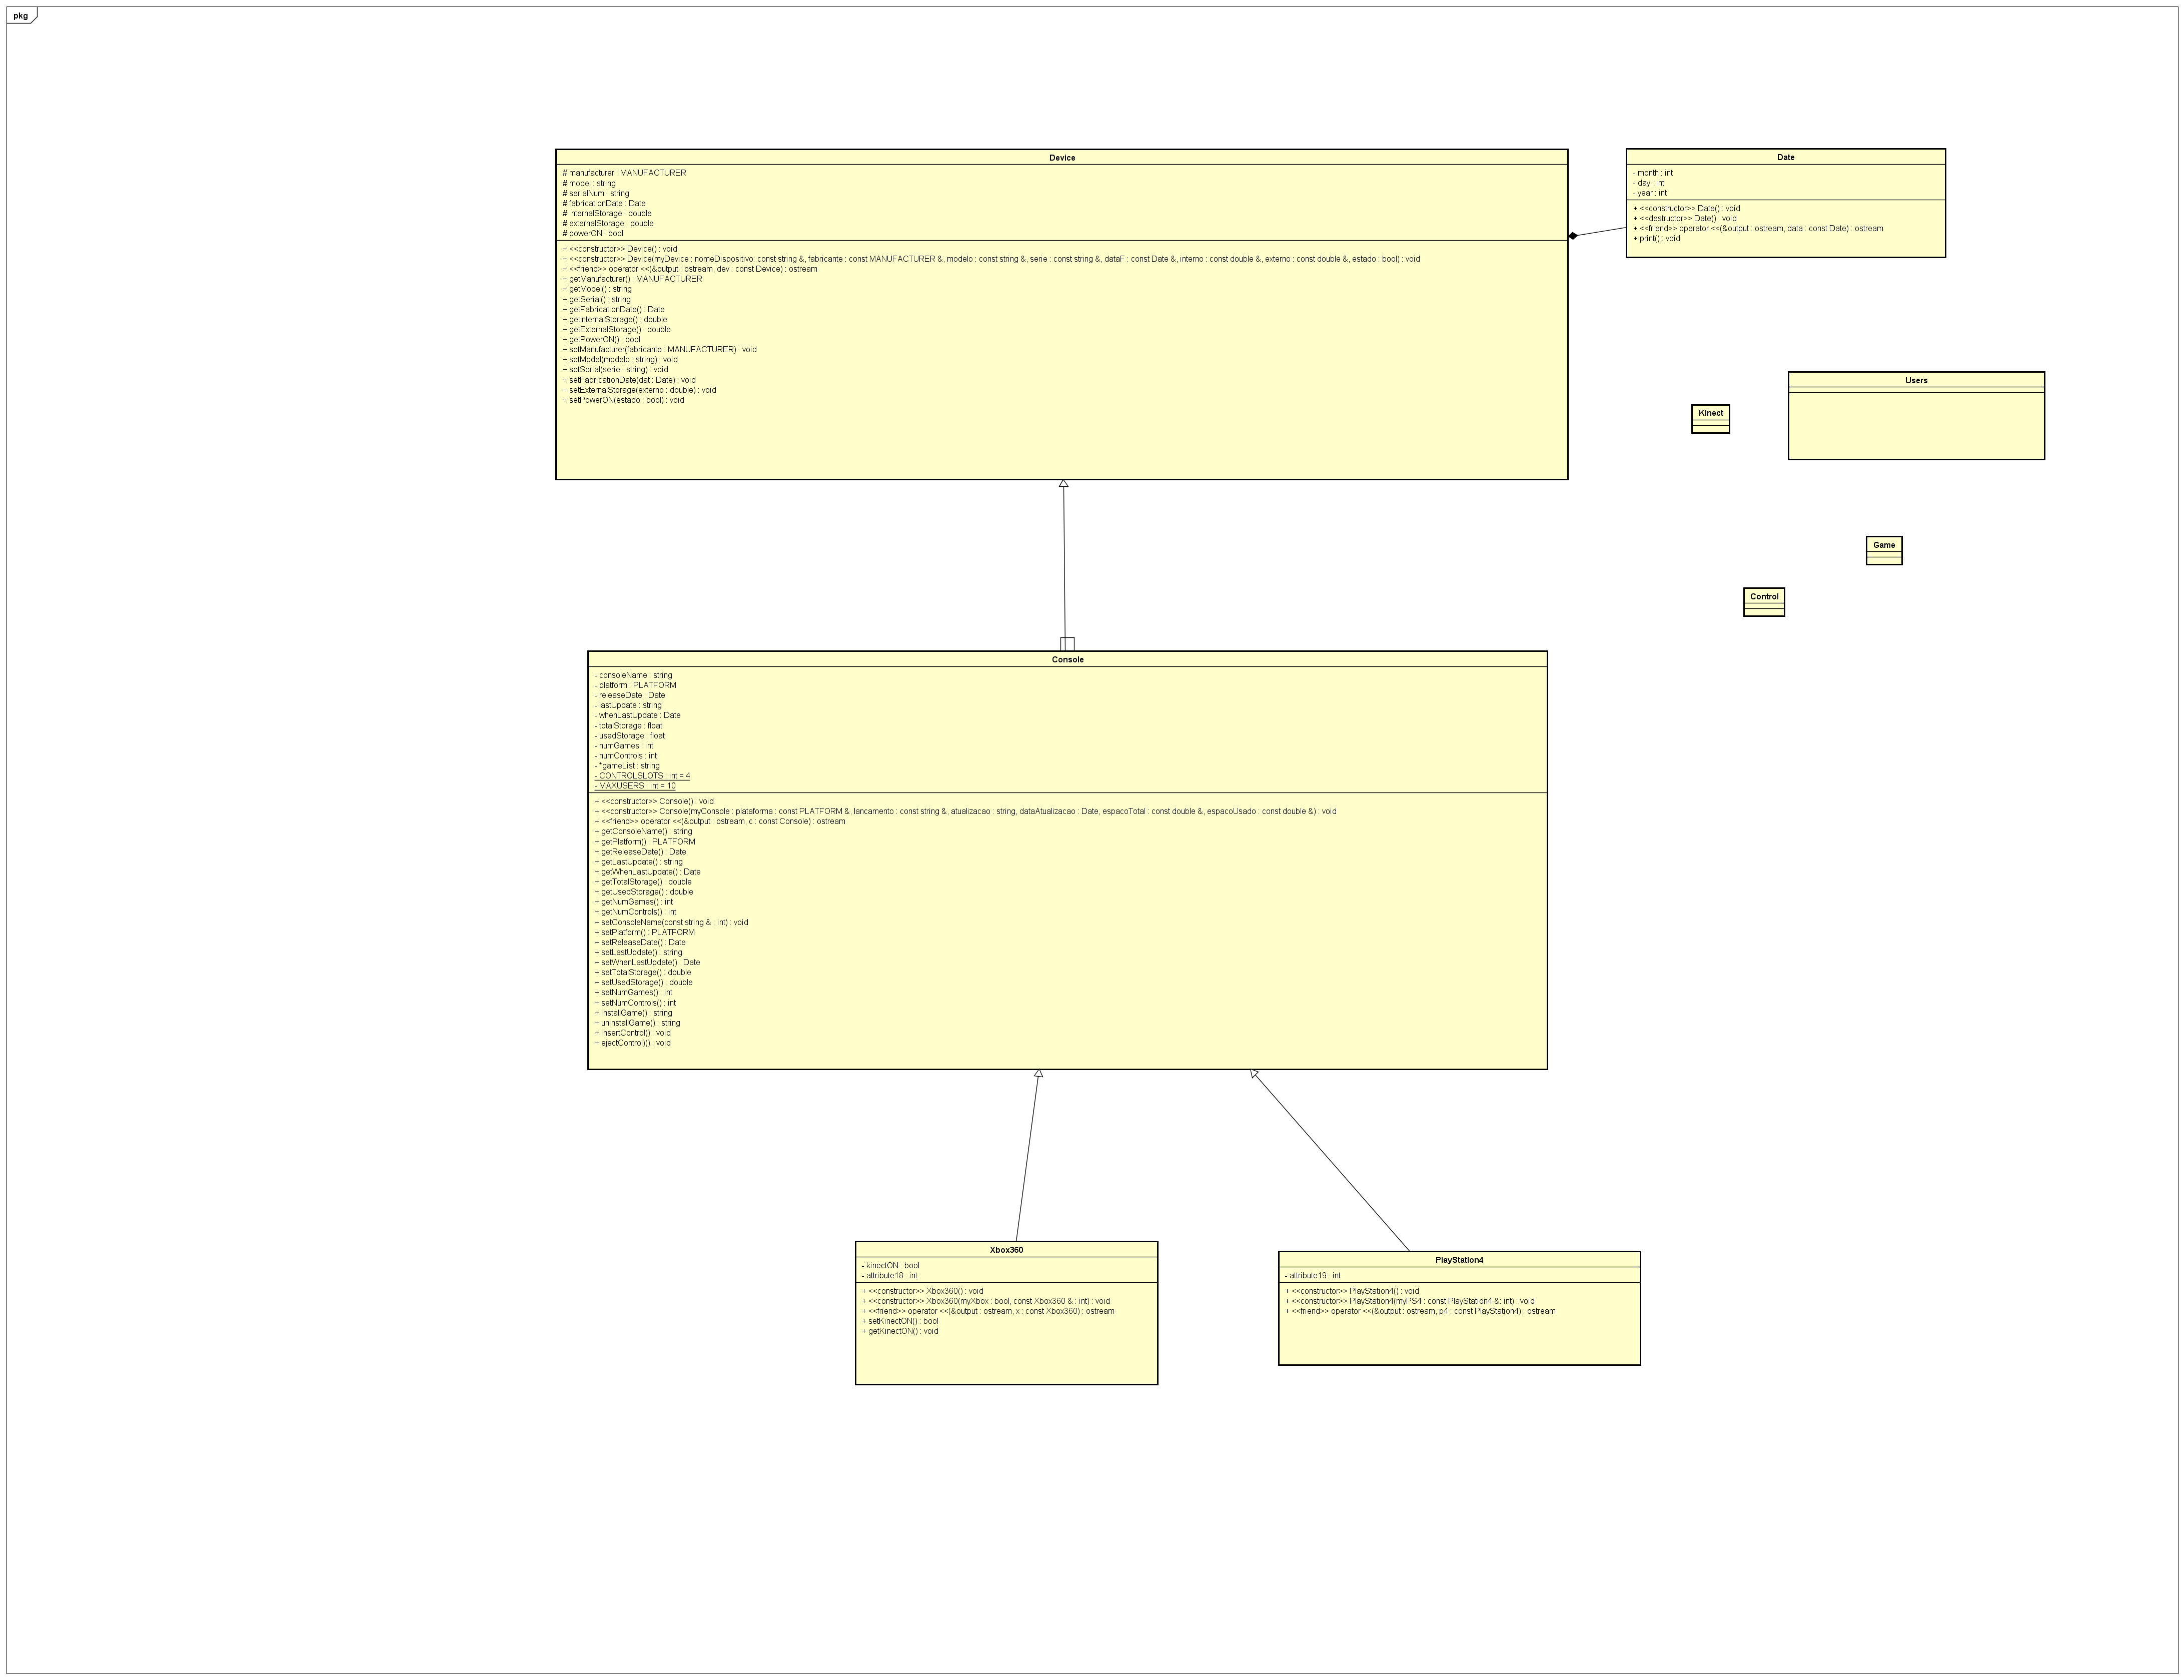 pkg
Device
# manufacturer : MANUFACTURER
# model : string
# serialNum : string
# fabricationDate : Date
# internalStorage : double
# externalStorage : double
# powerON : bool
+ <<constructor>> Device() : void
+ <<constructor>> Device(myDevice : nomeDispositivo: const string &, fabricante : const MANUFACTURER &, modelo : const string &, serie : const string &, dataF : const Date &, interno : const double &, externo : const double &, estado : bool) : void
+ <<friend>> operator <<(&output : ostream, dev : const Device) : ostream
+ getManufacturer() : MANUFACTURER
+ getModel() : string
+ getSerial() : string
+ getFabricationDate() : Date
+ getInternalStorage() : double
+ getExternalStorage() : double
+ getPowerON() : bool
+ setManufacturer(fabricante : MANUFACTURER) : void
+ setModel(modelo : string) : void
+ setSerial(serie : string) : void
+ setFabricationDate(dat : Date) : void
+ setExternalStorage(externo : double) : void
+ setPowerON(estado : bool) : void
Date
- month : int
- day : int
- year : int
+ <<constructor>> Date() : void
+ <<destructor>> Date() : void
+ <<friend>> operator <<(&output : ostream, data : const Date) : ostream
+ print() : void
Users
Kinect
Game
Control
Console
- consoleName : string
- platform : PLATFORM
- releaseDate : Date
- lastUpdate : string
- whenLastUpdate : Date
- totalStorage : float
- usedStorage : float
- numGames : int
- numControls : int
- *gameList : string
- CONTROLSLOTS : int = 4
- MAXUSERS : int = 10
+ <<constructor>> Console() : void
+ <<constructor>> Console(myConsole : plataforma : const PLATFORM &, lancamento : const string &, atualizacao : string, dataAtualizacao : Date, espacoTotal : const double &, espacoUsado : const double &) : void
+ <<friend>> operator <<(&output : ostream, c : const Console) : ostream
+ getConsoleName() : string
+ getPlatform() : PLATFORM
+ getReleaseDate() : Date
+ getLastUpdate() : string
+ getWhenLastUpdate() : Date
+ getTotalStorage() : double
+ getUsedStorage() : double
+ getNumGames() : int
+ getNumControls() : int
+ setConsoleName(const string & : int) : void
+ setPlatform() : PLATFORM
+ setReleaseDate() : Date
+ setLastUpdate() : string
+ setWhenLastUpdate() : Date
+ setTotalStorage() : double
+ setUsedStorage() : double
+ setNumGames() : int
+ setNumControls() : int
+ installGame() : string
+ uninstallGame() : string
+ insertControl() : void
+ ejectControl)() : void
Xbox360
- kinectON : bool
- attribute18 : int
+ <<constructor>> Xbox360() : void
+ <<constructor>> Xbox360(myXbox : bool, const Xbox360 & : int) : void
+ <<friend>> operator <<(&output : ostream, x : const Xbox360) : ostream
+ setKinectON() : bool
+ getKinectON() : void
PlayStation4
- attribute19 : int
+ <<constructor>> PlayStation4() : void
+ <<constructor>> PlayStation4(myPS4 : const PlayStation4 &: int) : void
+ <<friend>> operator <<(&output : ostream, p4 : const PlayStation4) : ostream